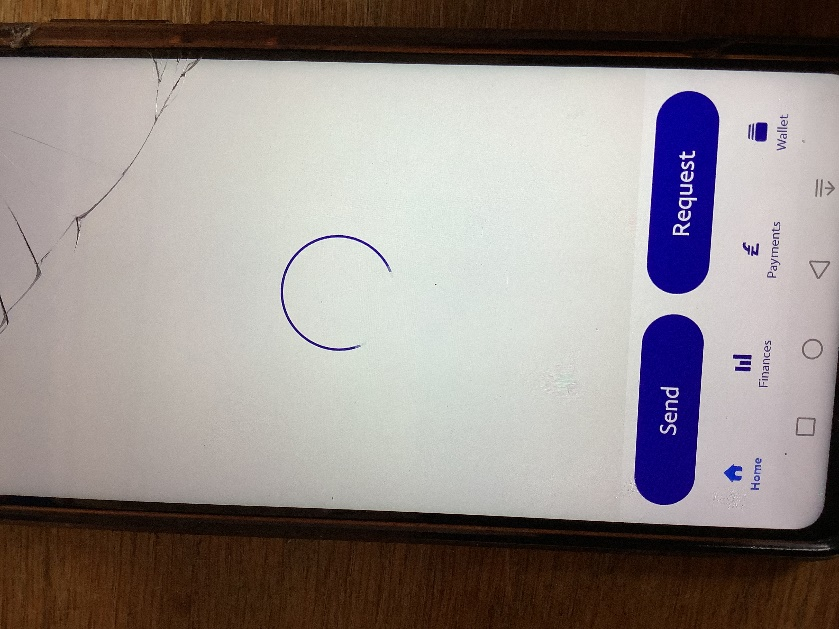 Send
Request
Home
Finances
Payments
Wallet